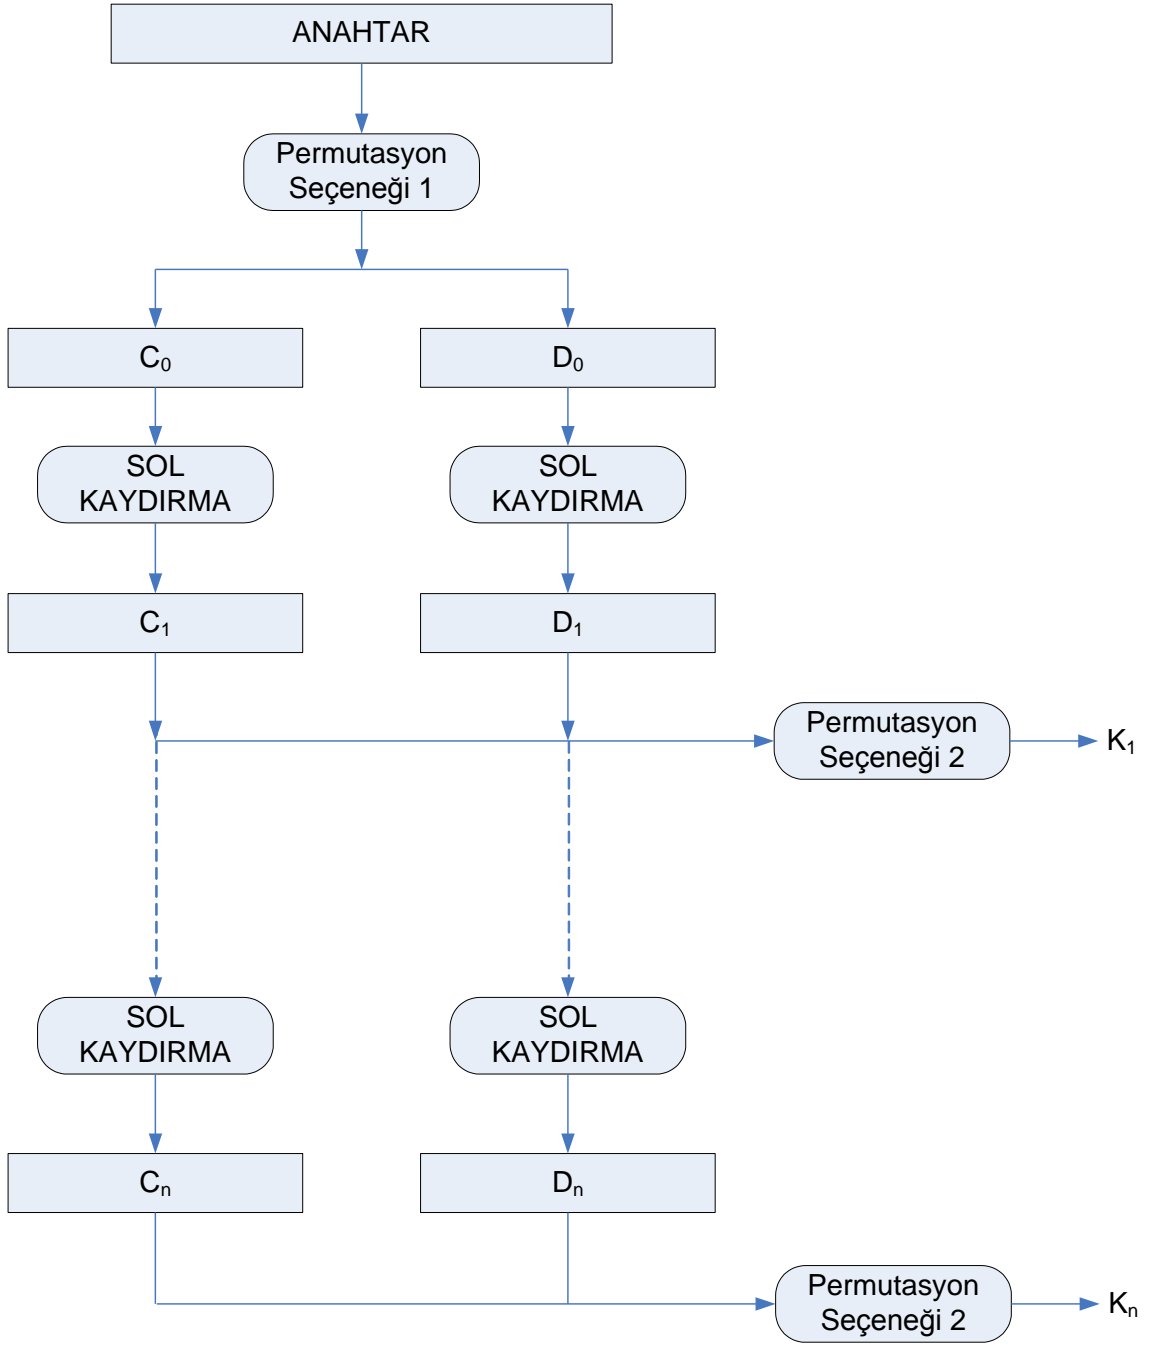 ANAHTAR
Permutasyon
Seçeneği 1
C₀
D₀
SOL
KAYDIRMA
SOL
KAYDIRMA
C₁
D₁
Permutasyon
Seçeneği 2
K₁
SOL
KAYDIRMA
SOL
KAYDIRMA
Cₙ
Dₙ
Permutasyon
Seçeneği 2
Kₙ